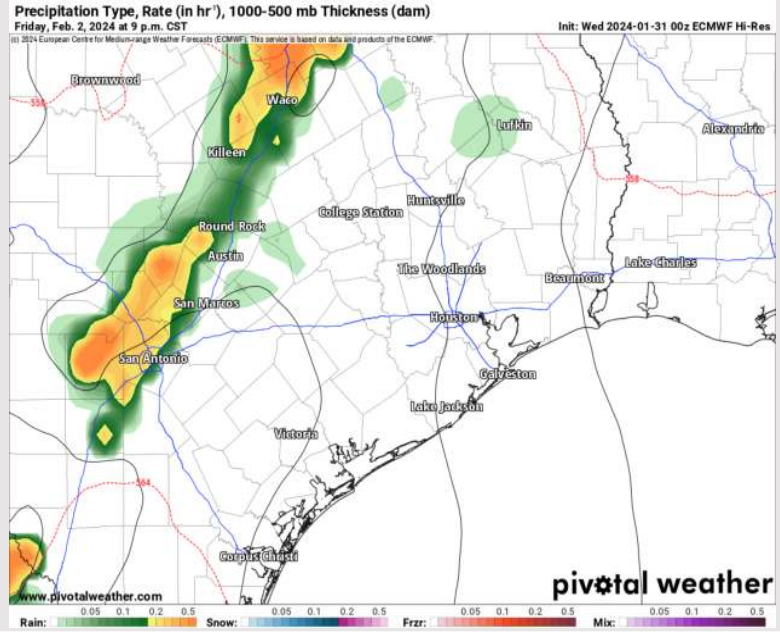 Precipitation Type, Rate (in hr⁻¹), 1000-500 mb Thickness (dam)
Friday, Feb. 2, 2024 at 9 p.m. CST
Init: Wed 2024-01-31 00z ECMWF Hi-Res
(c) 2024 European Centre for Medium-range Weather Forecasts (ECMWF). This service is based on data and products of the ECMWF.
Brownwood
558
Waco
Lufkin
Alexandria
Killeen
558
Huntsville
College Station
Round Rock
Austin
The Woodlands
Lake Charles
Beaumont
San Marcos
Houston
San Antonio
Galveston
Lake Jackson
Victoria
564
Corpus Christi
www.pivotalweather.com
pivotal weather
0.05 0.1 0.2 0.5 0.05 0.1 0.2 0.5 0.05 0.1 0.2 0.5 0.05 0.1 0.2 0.5
Rain: Snow: Frzr: Mix: